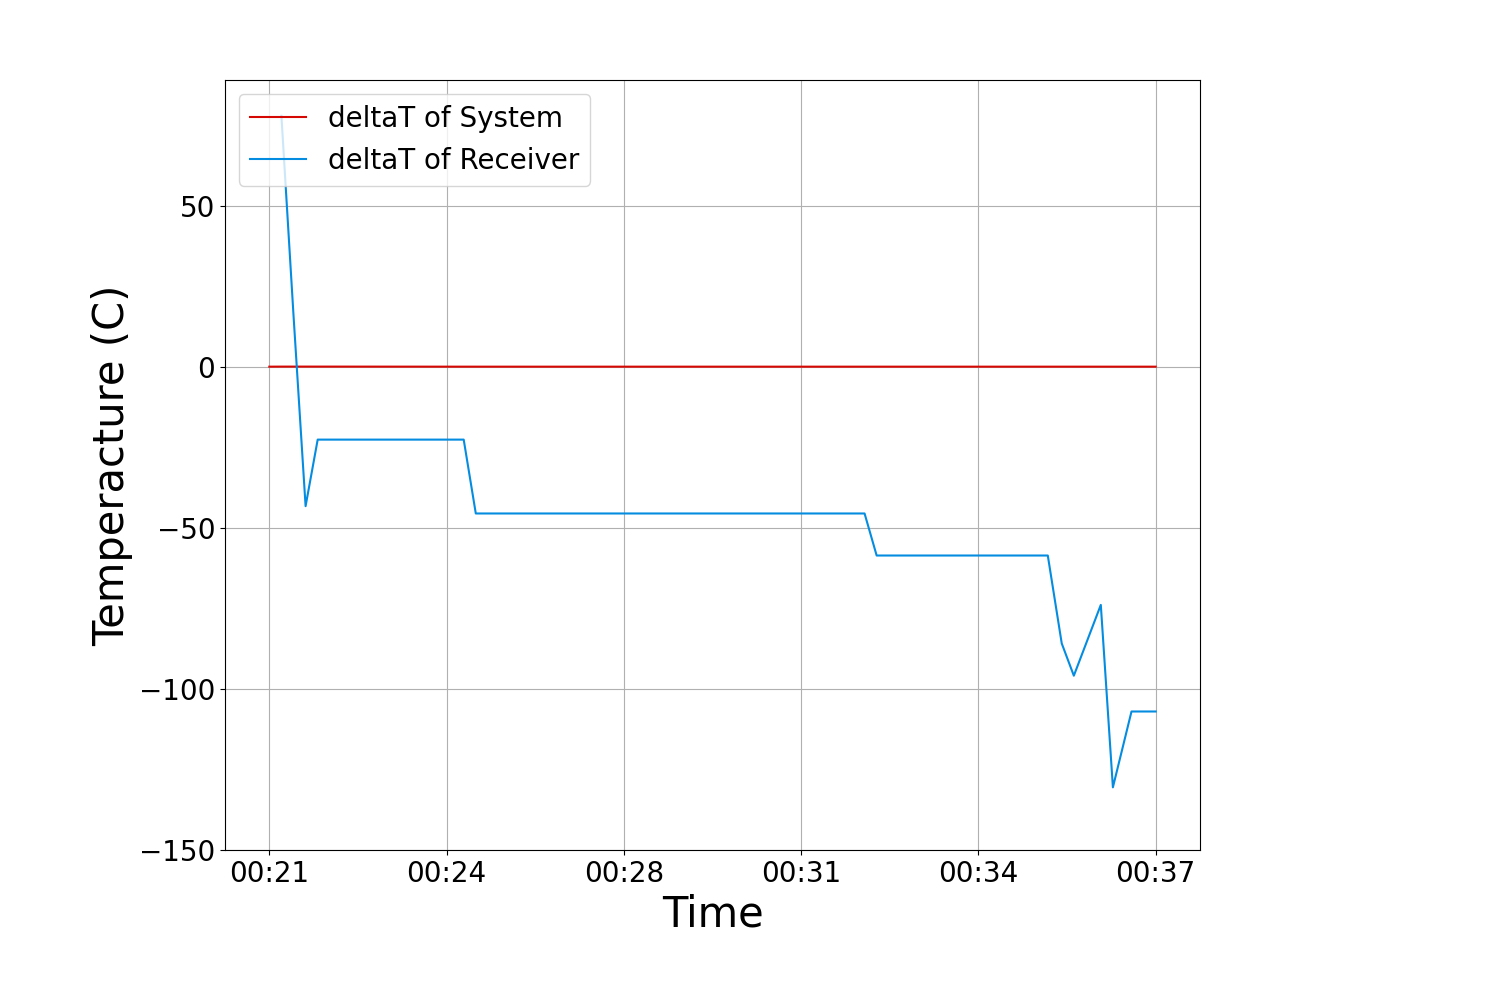 deltaT of System
deltaT of Receiver
50
0
−50
−100
−150
Temperacture (C)
00:21 00:24 00:28 00:31 00:34 00:37
Time